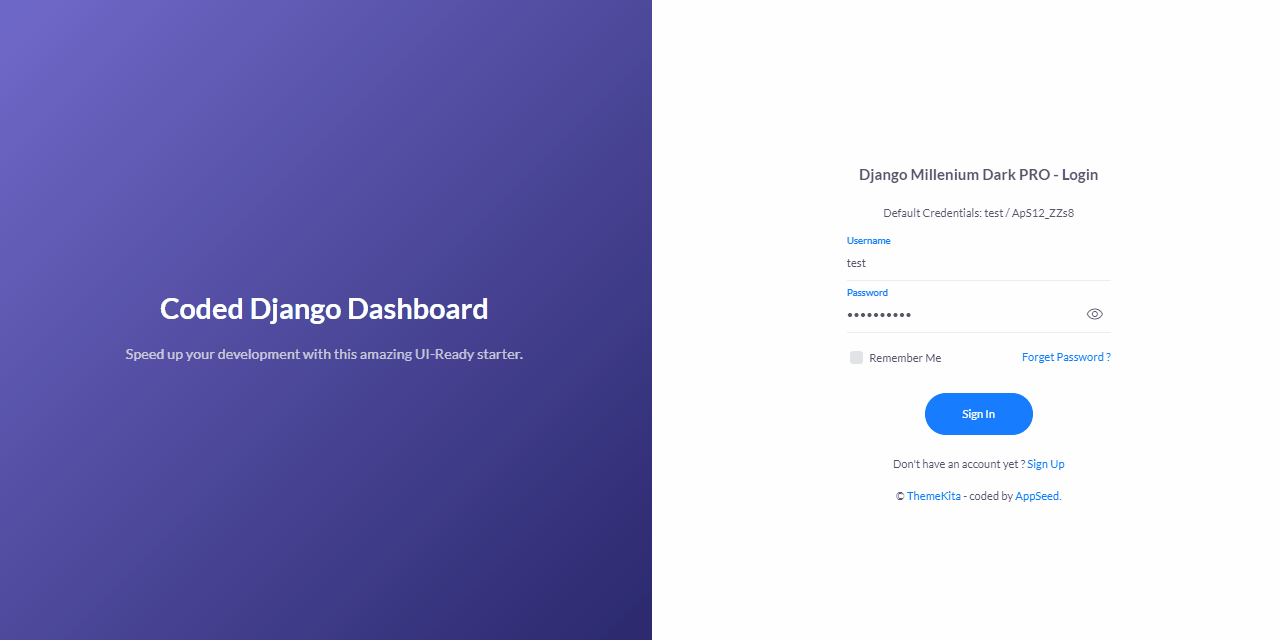 Coded Django Dashboard
Speed up your development with this amazing UI-Ready starter.
Django Millenium Dark PRO - Login
Default Credentials: test / ApS12_ZZs8
Username
test
Password
••••••••••
Remember Me Forget Password ?
Sign In
Don't have an account yet ? Sign Up
© ThemeKita - coded by AppSeed.